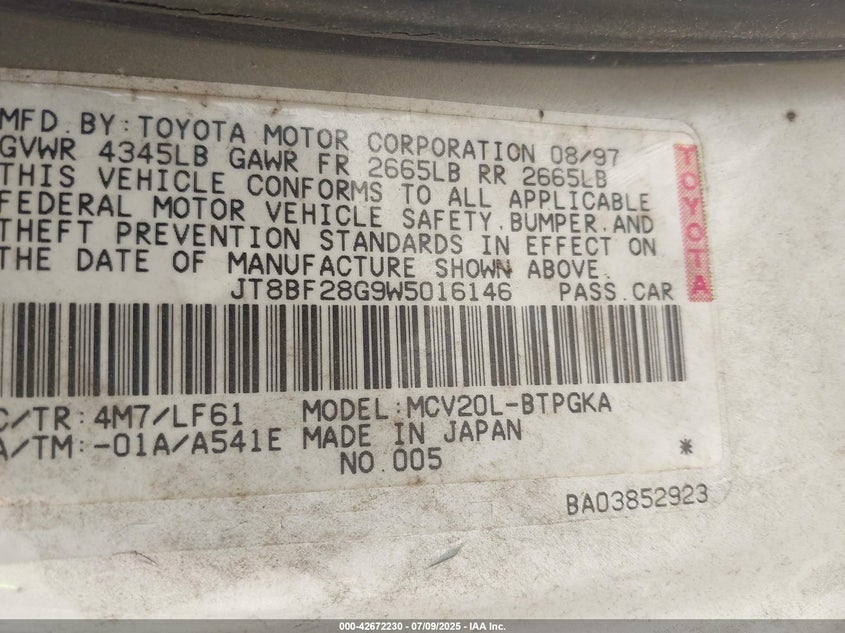 MFD. BY: TOYOTA MOTOR CORPORATION 08/97
GVWR 4345LB GAWR FR 2665LB RR 2665LB
THIS VEHICLE CONFORMS TO ALL APPLICABLE
FEDERAL MOTOR VEHICLE SAFETY, BUMPER, AND
THEFT PREVENTION STANDARDS IN EFFECT ON
THE DATE OF MANUFACTURE SHOWN ABOVE.
JT8BF28G9W5016146 PASS. CAR
TOYOTA
C/TR: 4M7/LF61 MODEL: MCV20L-BTPGKA
A/TM: -01A/A541E MADE IN JAPAN
NO. 005 *
BA03852923
000-42672230 - 07/09/2025 - IAA Inc.